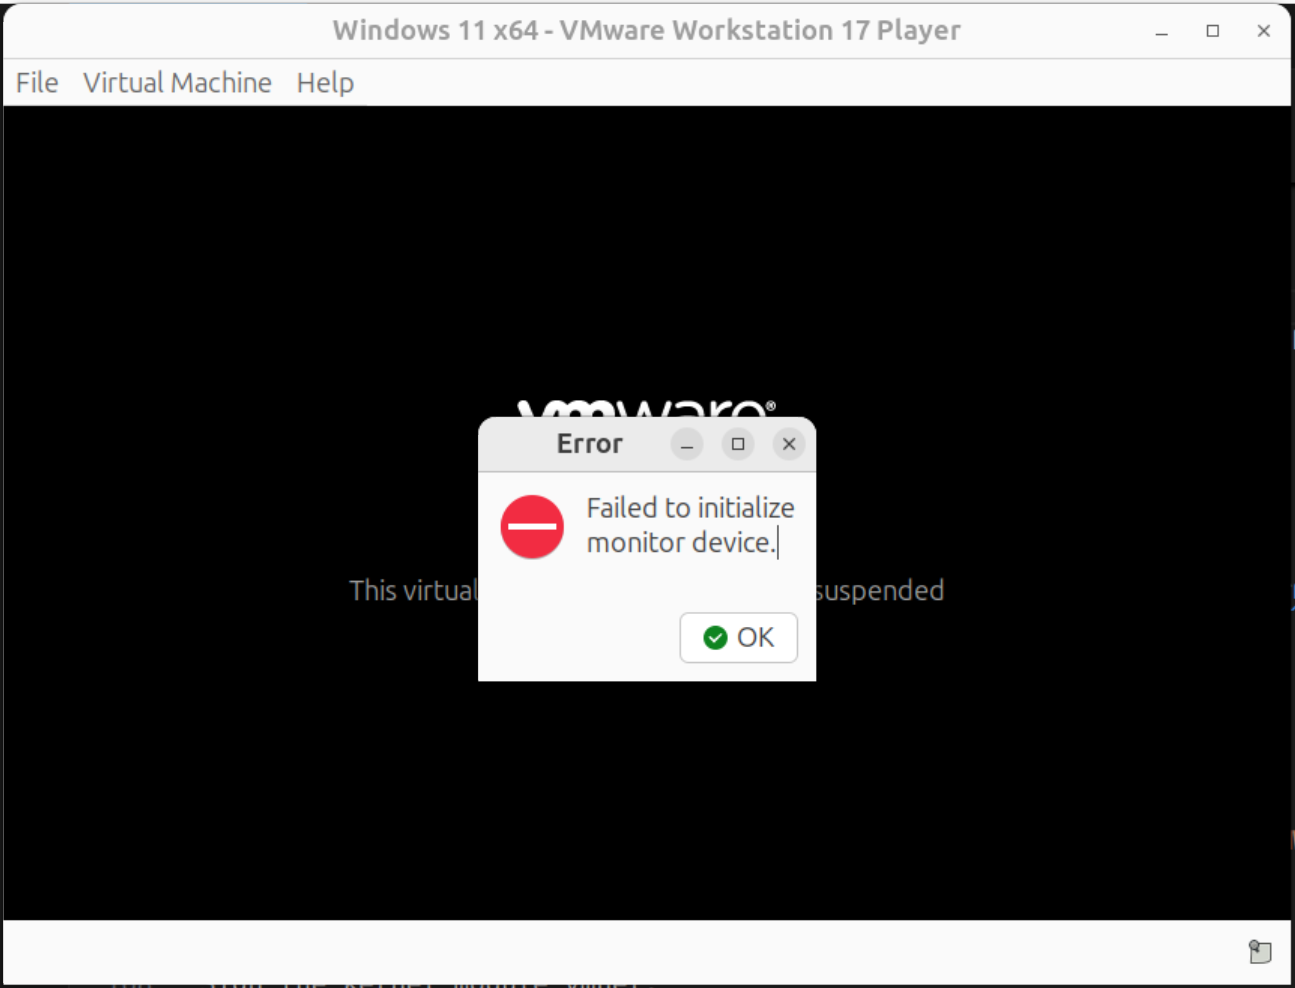 Windows 11 x64 - VMware Workstation 17 Player
File Virtual Machine Help
vmware®
Error
Failed to initialize
monitor device.
This virtual
suspended
OK